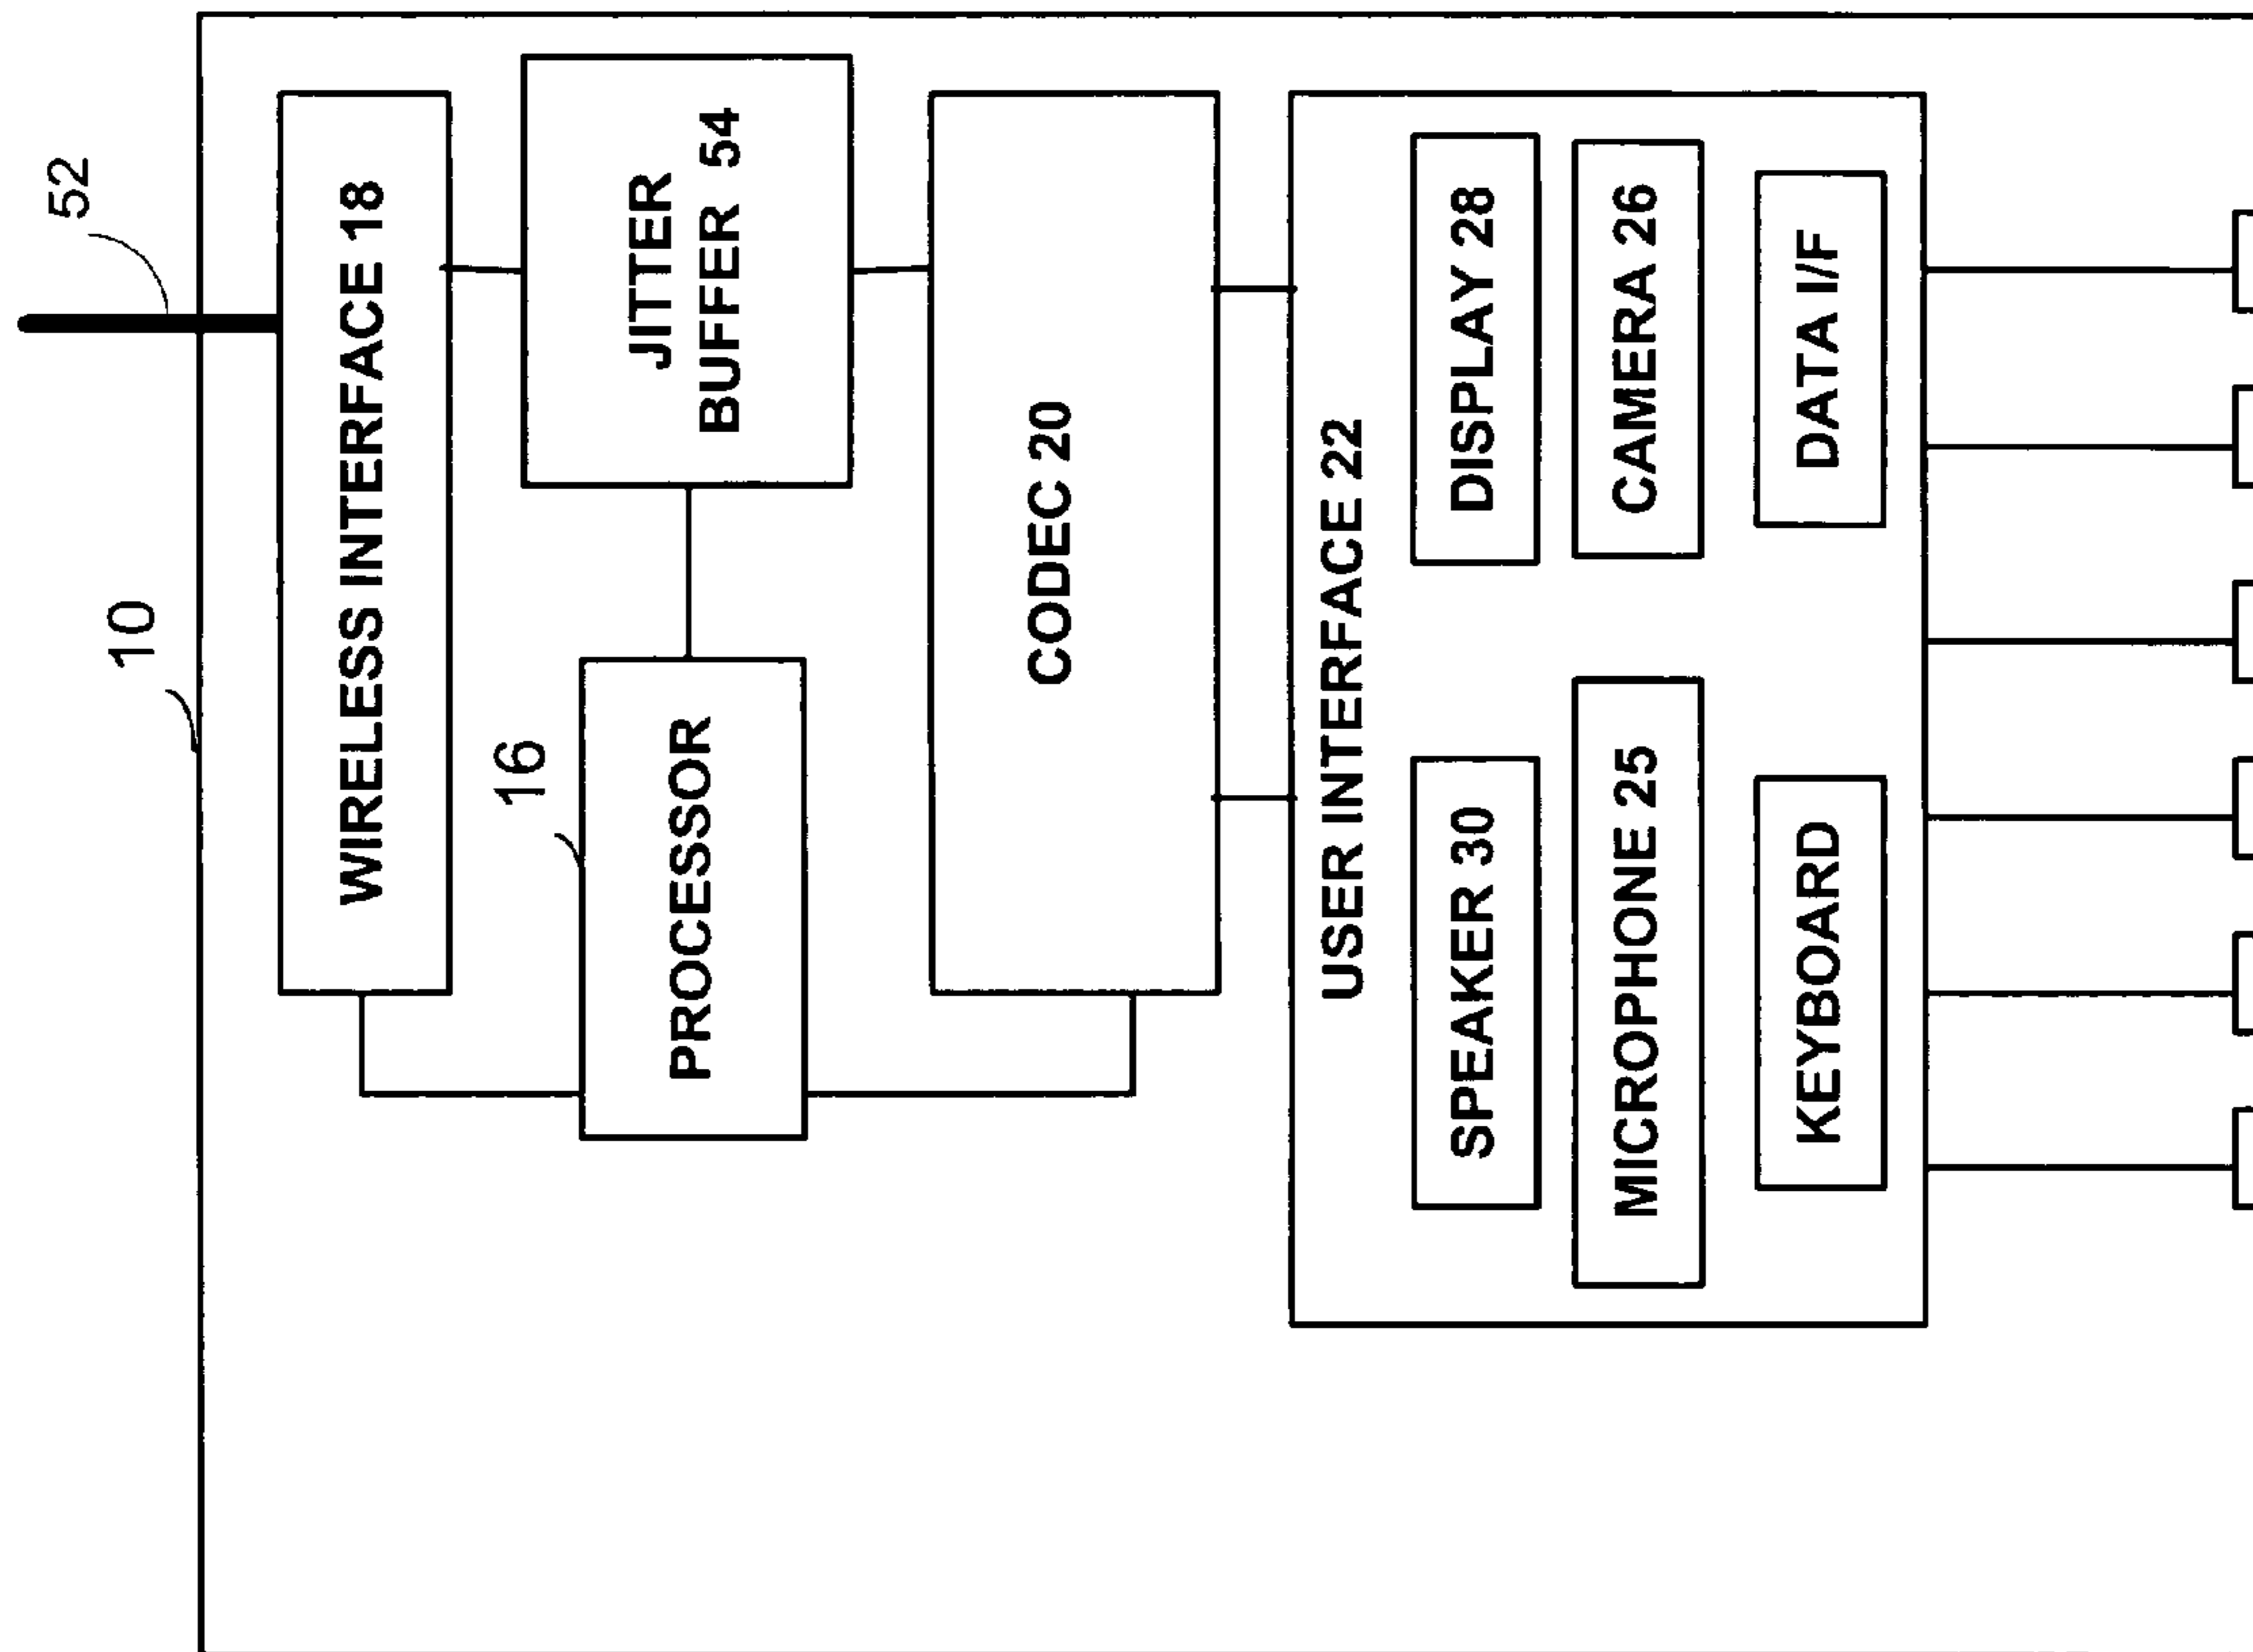 52
10
WIRELESS INTERFACE 18
JITTER
BUFFER 54
16
PROCESSOR
CODEC 20
USER INTERFACE 22
SPEAKER 30
DISPLAY 28
MICROPHONE 25
CAMERA 26
KEYBOARD
DATA I/F